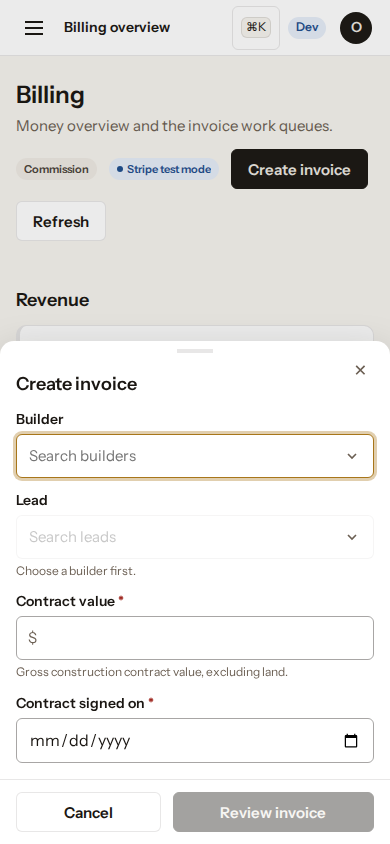 Billing overview
⌘K
Dev
O
Billing
Money overview and the invoice work queues.
Commission
Stripe test mode
Create invoice
Refresh
Revenue
Create invoice
Builder
Search builders
Lead
Search leads
Choose a builder first.
Contract value *
$
Gross construction contract value, excluding land.
Contract signed on *
mm/dd/yyyy
Cancel
Review invoice